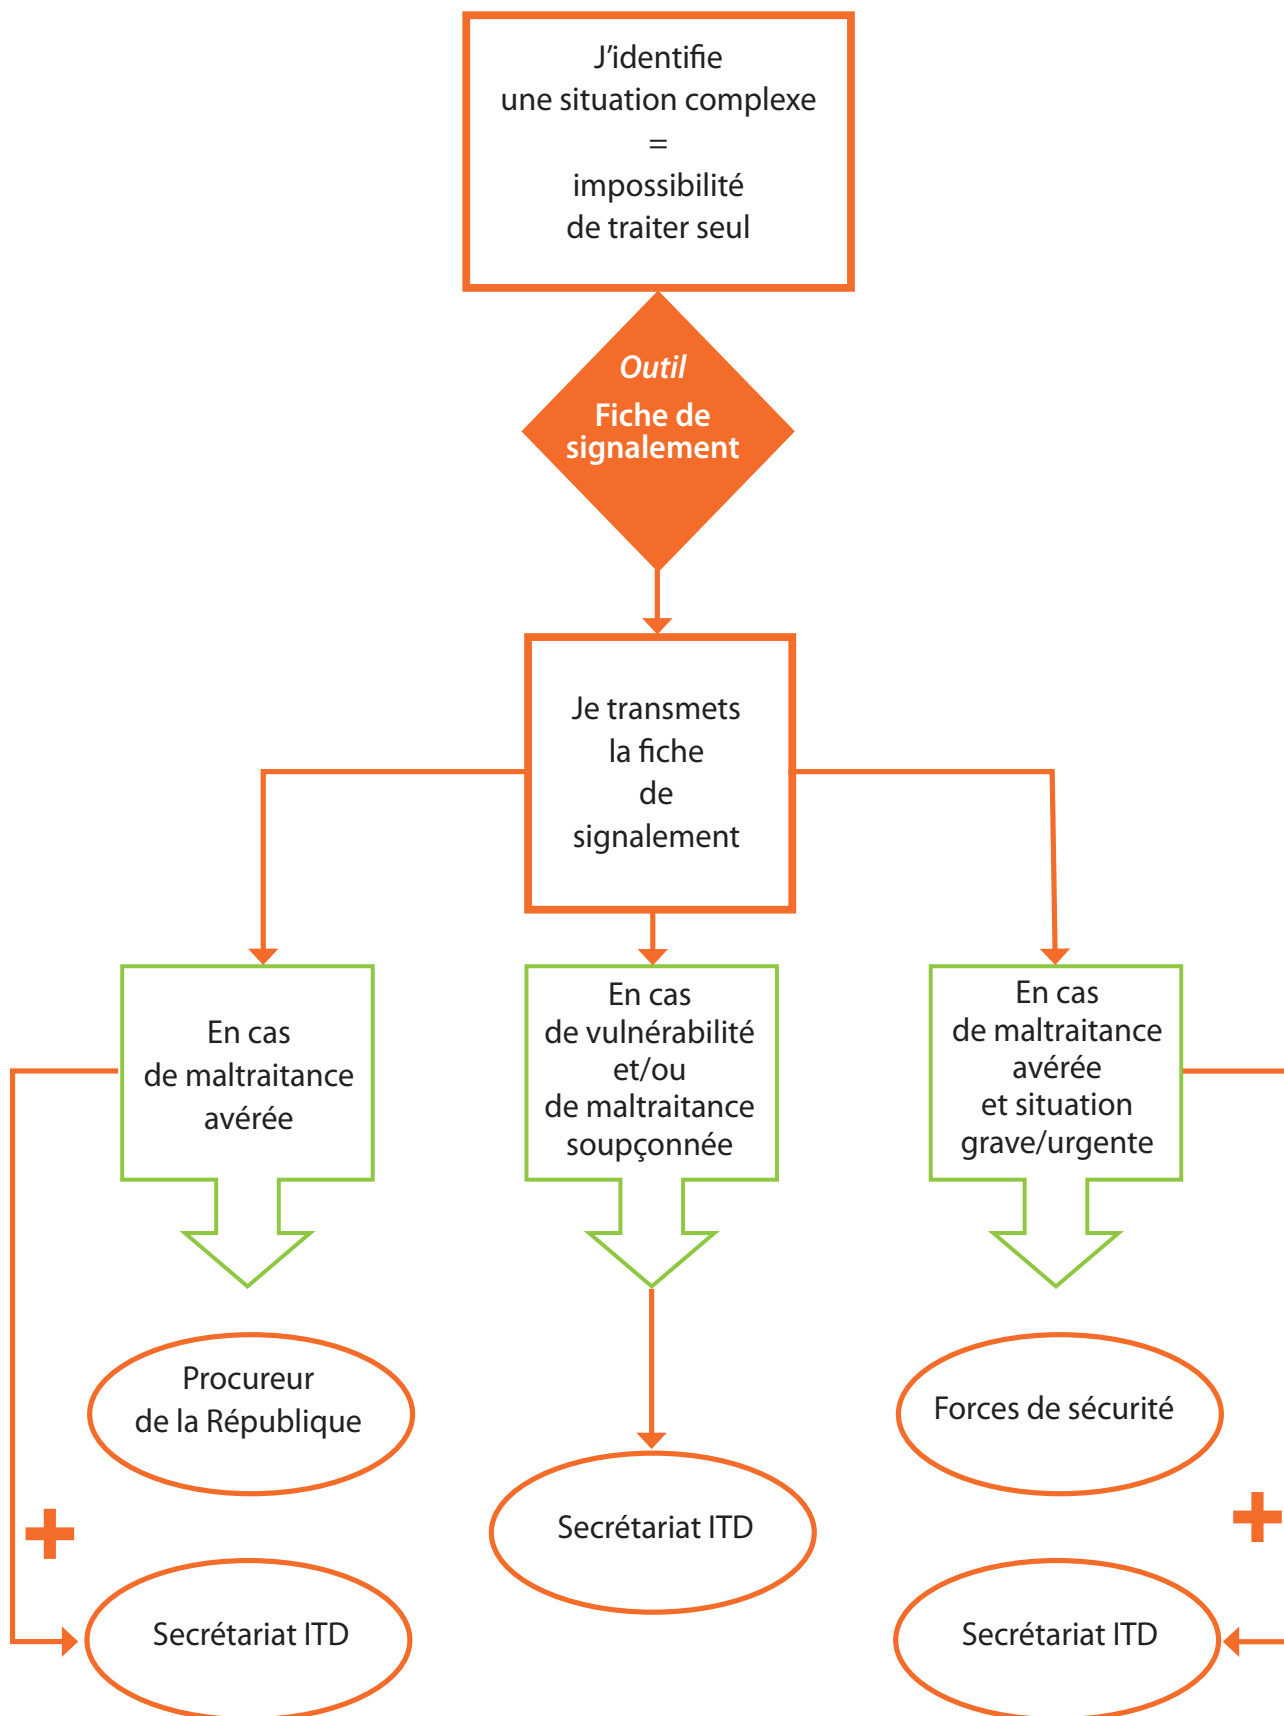 J’identifie
une situation complexe
=
impossibilité
de traiter seul
Outil
Fiche de
signalement
Je transmets
la fiche
de
signalement
En cas
de maltraitance
avérée
En cas
de vulnérabilité
et/ou
de maltraitance
soupçonnée
En cas
de maltraitance
avérée
et situation
grave/urgente
Procureur
de la République
+
Secrétariat ITD
Secrétariat ITD
Forces de sécurité
+
Secrétariat ITD